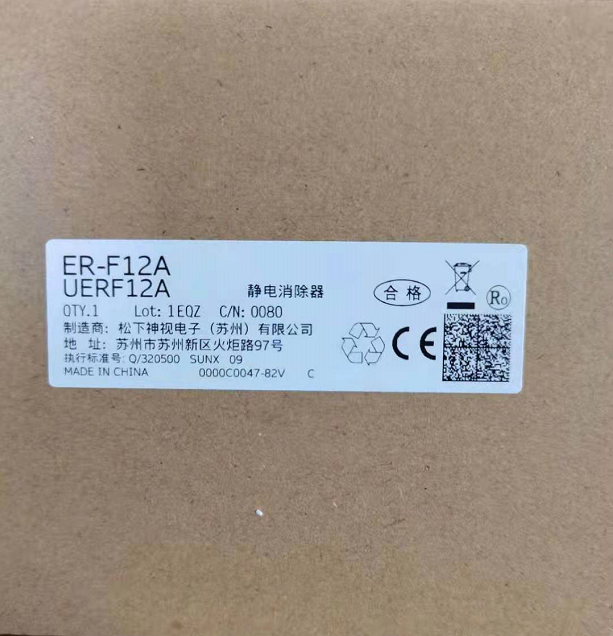 ER-F12A
UERF12A 静电消除器 合格
QTY.1 Lot: 1EQZ C/N: 0080
制造商: 松下神视电子（苏州）有限公司
地 址: 苏州市苏州新区火炬路97号
执行标准号: Q/320500 SUNX 09
MADE IN CHINA 0000C0047-82V C
CE
Ro